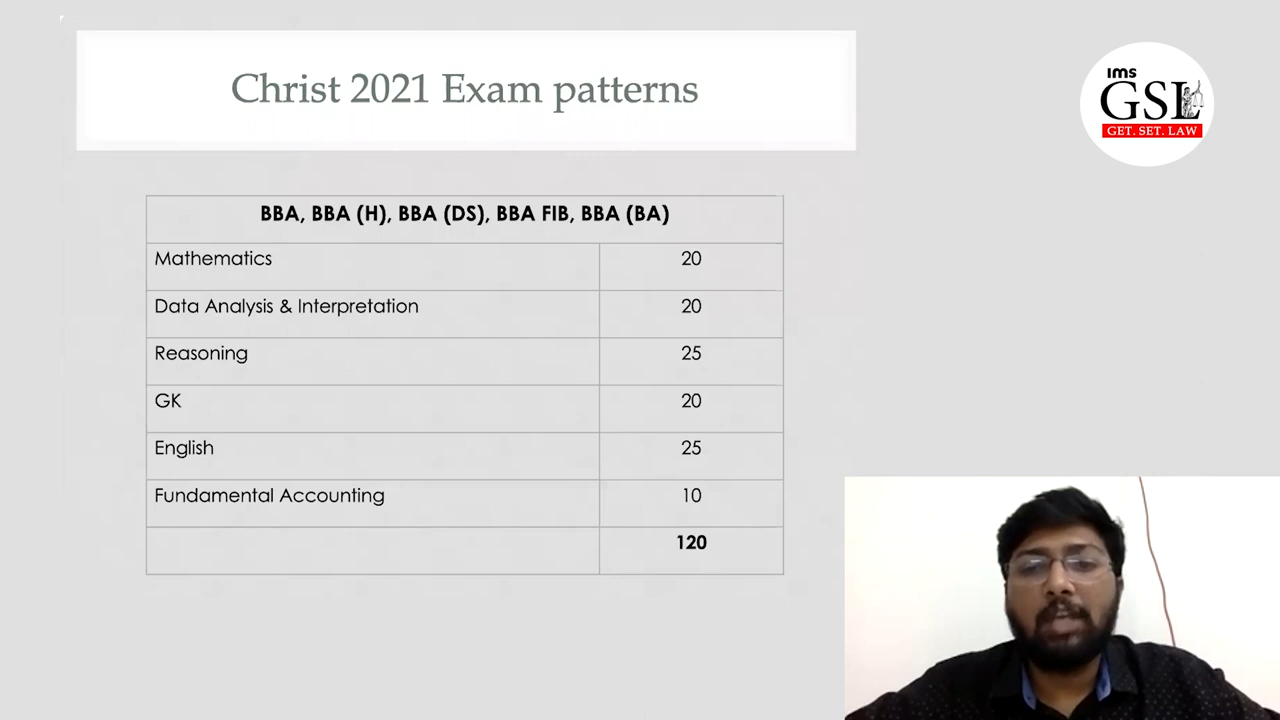 Christ 2021 Exam patterns
ims
GSL
GET. SET. LAW
BBA, BBA (H), BBA (DS), BBA FIB, BBA (BA)
Mathematics 20
Data Analysis & Interpretation 20
Reasoning 25
GK 20
English 25
Fundamental Accounting 10
120